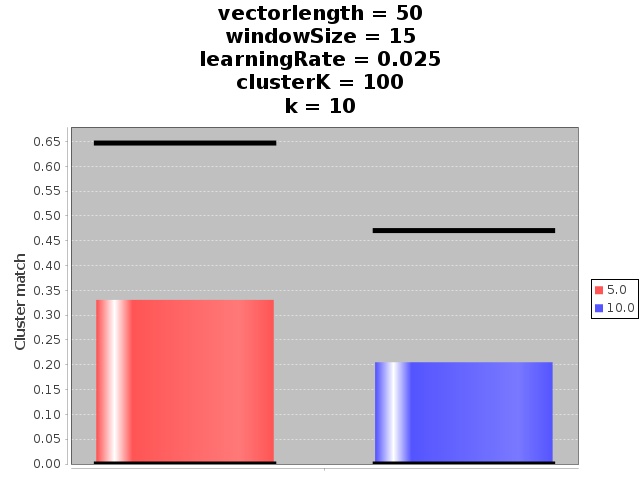 vectorlength = 50
windowSize = 15
learningRate = 0.025
clusterK = 100
k = 10
0.65
0.60
0.55
0.50
0.45
0.40
0.35
0.30
0.25
0.20
0.15
0.10
0.05
0.00
Cluster match
5.0
10.0